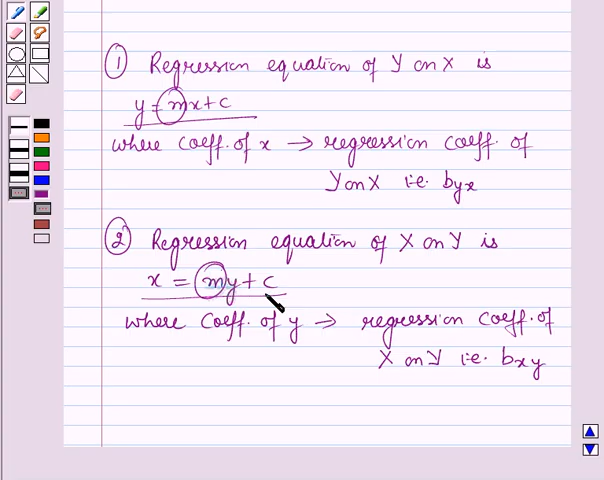 ① Regression equation of Y on X is
y = mx + c
where coeff. of x → regression coeff. of
Y on X i.e. byx
② Regression equation of X on Y is
x = my + c
where coeff. of y → regression coeff. of
X on Y i.e. bxy